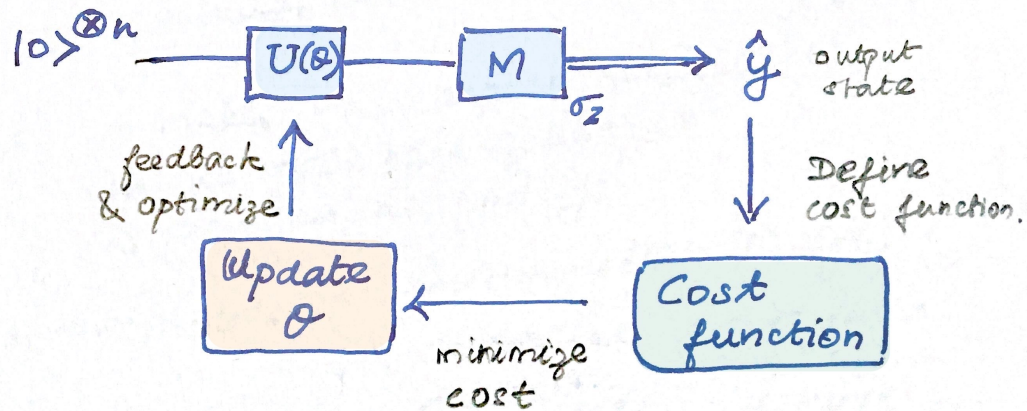 |0>⊗n
U(θ)
M
σz
ŷ
output
state
feedback
& optimize
Define
cost function.
Update
θ
Cost
function
minimize
cost